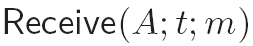 Receive(A; t; m)